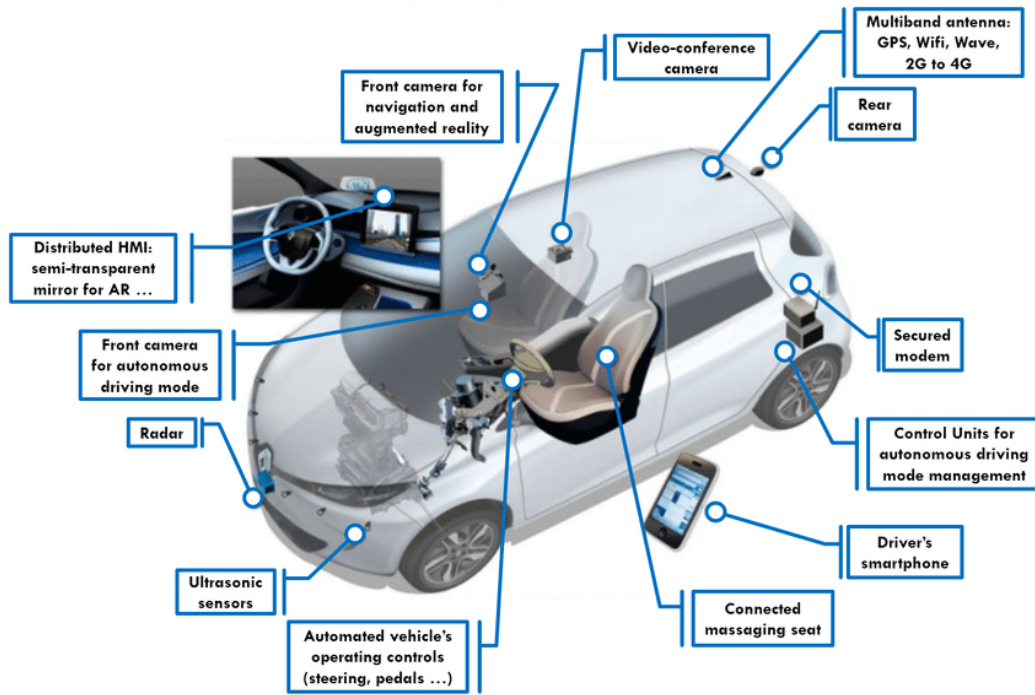 Multiband antenna:
GPS, Wifi, Wave,
2G to 4G
Video-conference
camera
Front camera for
navigation and
augmented reality
Rear
camera
Distributed HMI:
semi-transparent
mirror for AR ...
Front camera
for autonomous
driving mode
Secured
modem
Radar
Control Units for
autonomous driving
mode management
Driver's
smartphone
Ultrasonic
sensors
Connected
massaging seat
Automated vehicle's
operating controls
(steering, pedals ...)